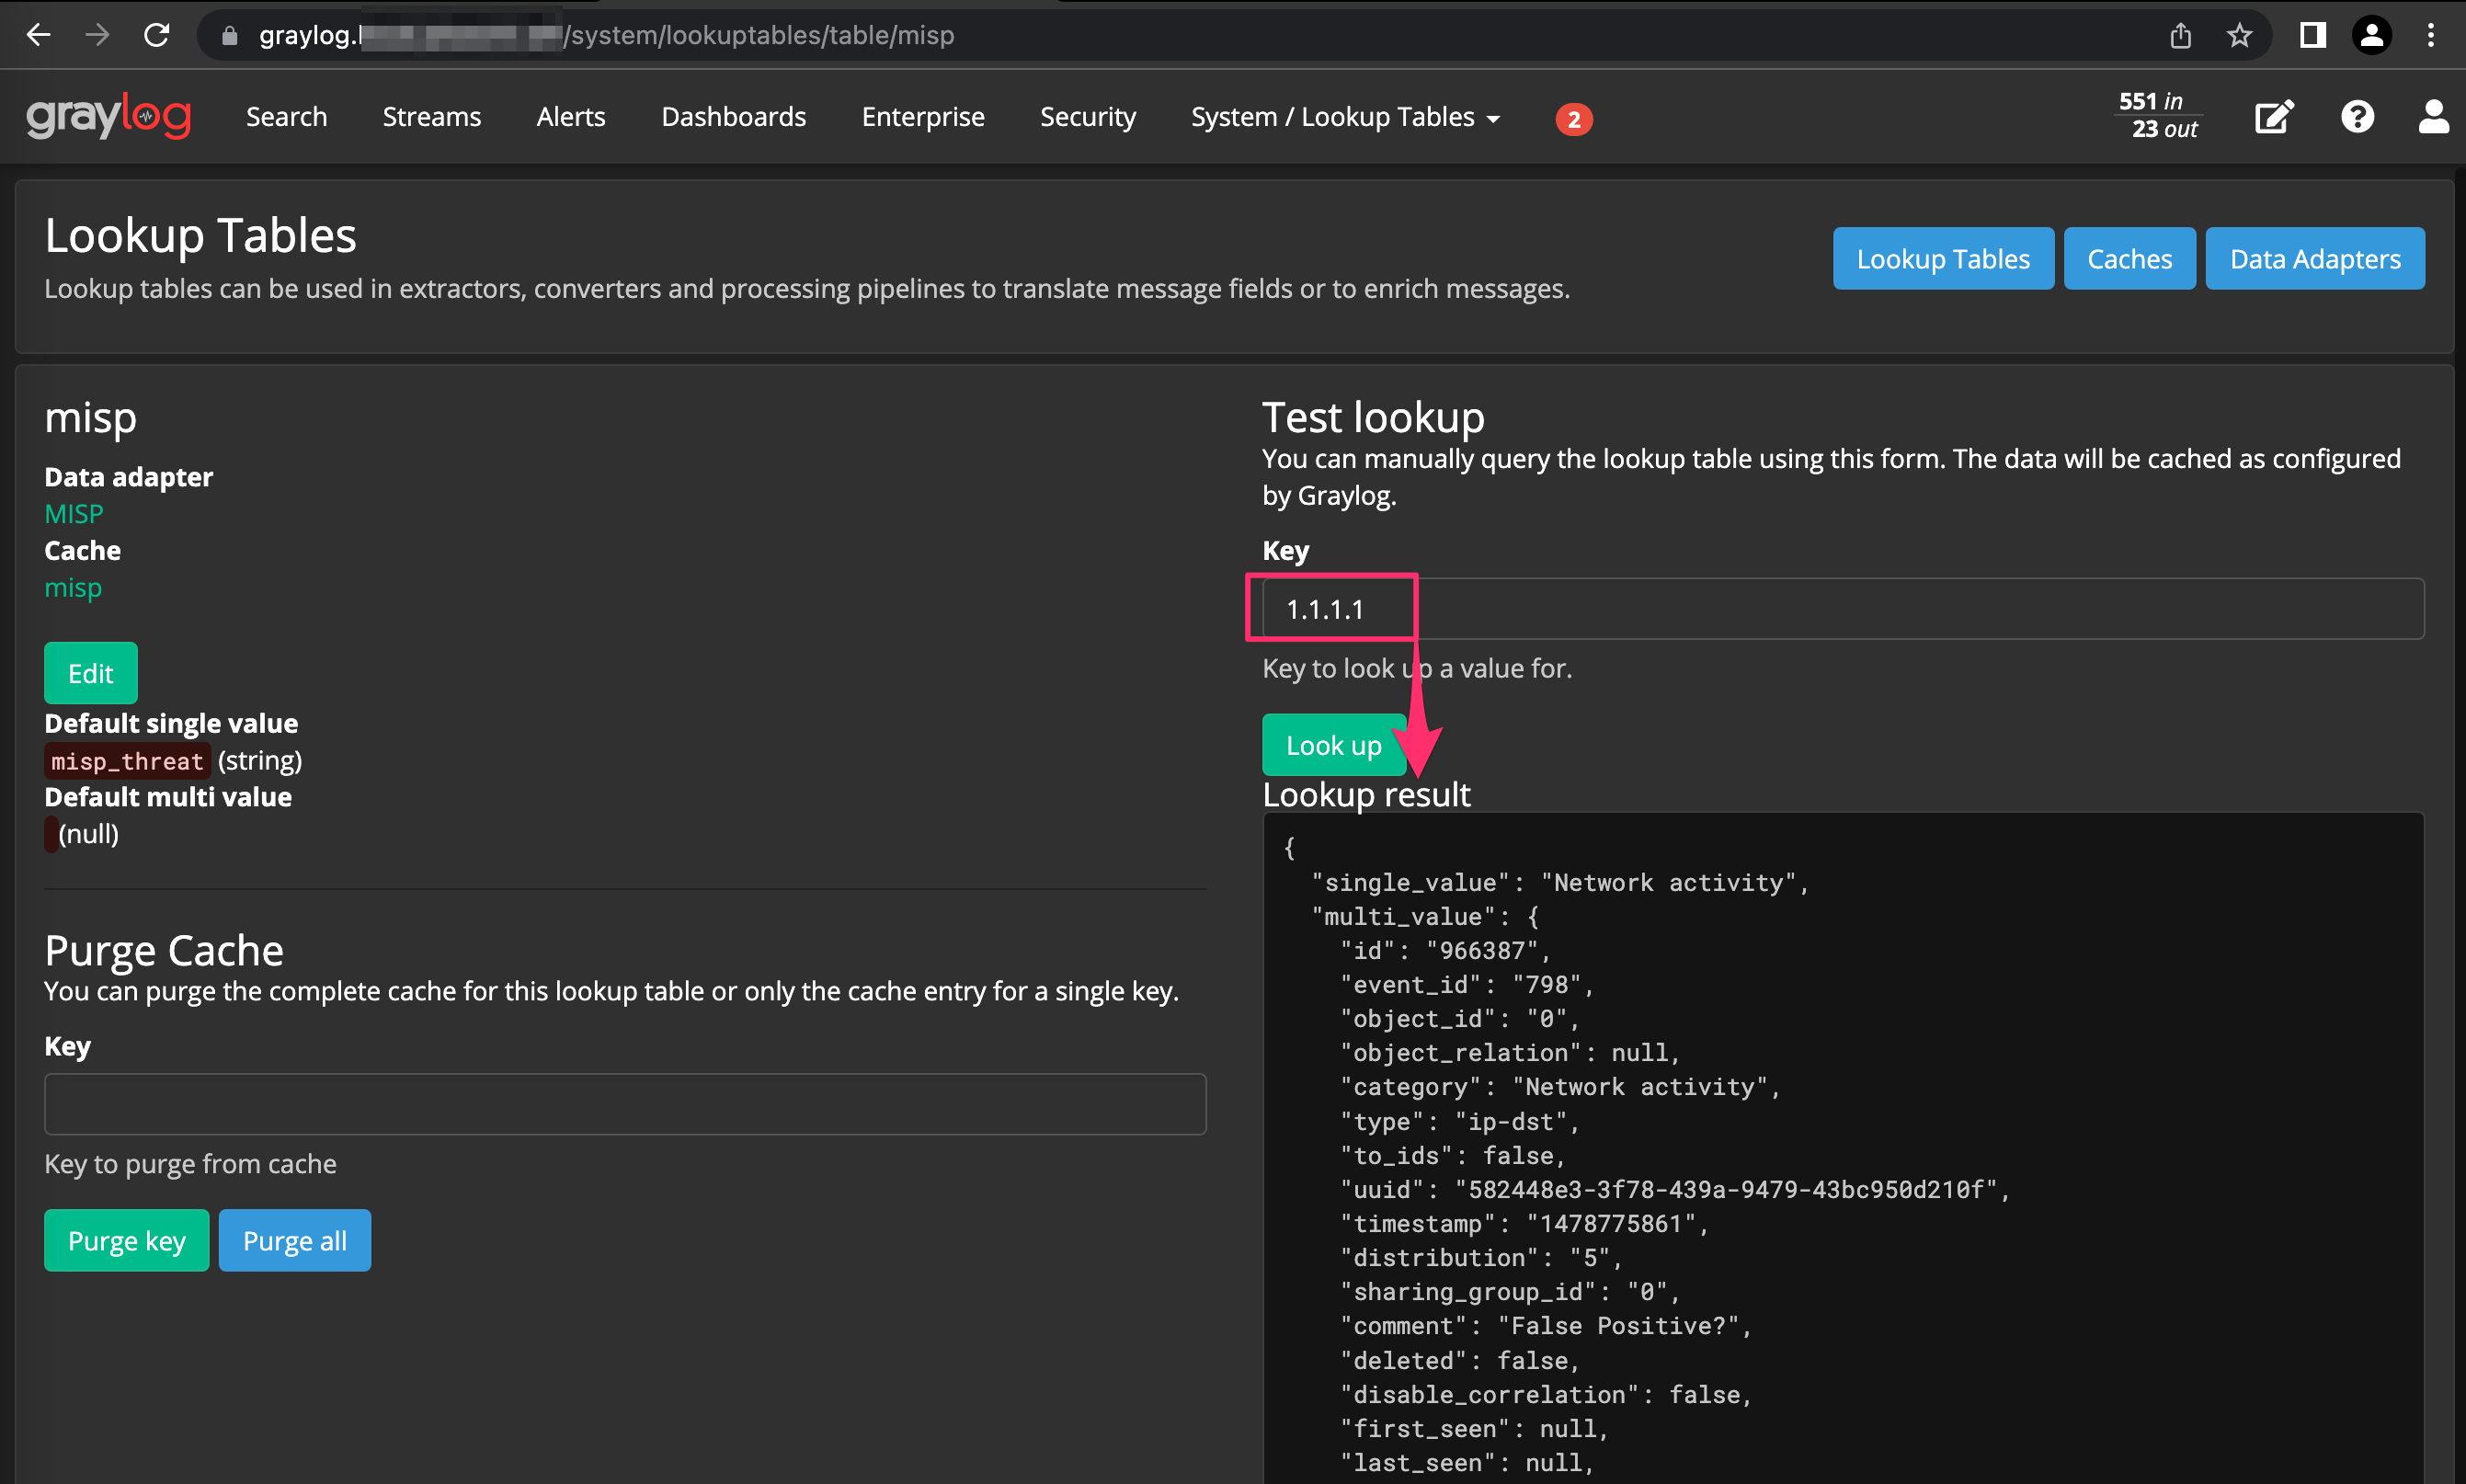 graylog./system/lookuptables/table/misp
graylog Search Streams Alerts Dashboards Enterprise Security System / Lookup Tables 2 551 in
23 out
Lookup Tables
Lookup tables can be used in extractors, converters and processing pipelines to translate message fields or to enrich messages.
Lookup Tables Caches Data Adapters
misp
Data adapter
MISP
Cache
misp
Edit
Default single value
misp_threat (string)
Default multi value
(null)
Purge Cache
You can purge the complete cache for this lookup table or only the cache entry for a single key.
Key
Key to purge from cache
Purge key Purge all
Test lookup
You can manually query the lookup table using this form. The data will be cached as configured
by Graylog.
Key
1.1.1.1
Key to look up a value for.
Look up
Lookup result
{
"single_value": "Network activity",
"multi_value": {
"id": "966387",
"event_id": "798",
"object_id": "0",
"object_relation": null,
"category": "Network activity",
"type": "ip-dst",
"to_ids": false,
"uuid": "582448e3-3f78-439a-9479-43bc950d210f",
"timestamp": "1478775861",
"distribution": "5",
"sharing_group_id": "0",
"comment": "False Positive?",
"deleted": false,
"disable_correlation": false,
"first_seen": null,
"last_seen": null,